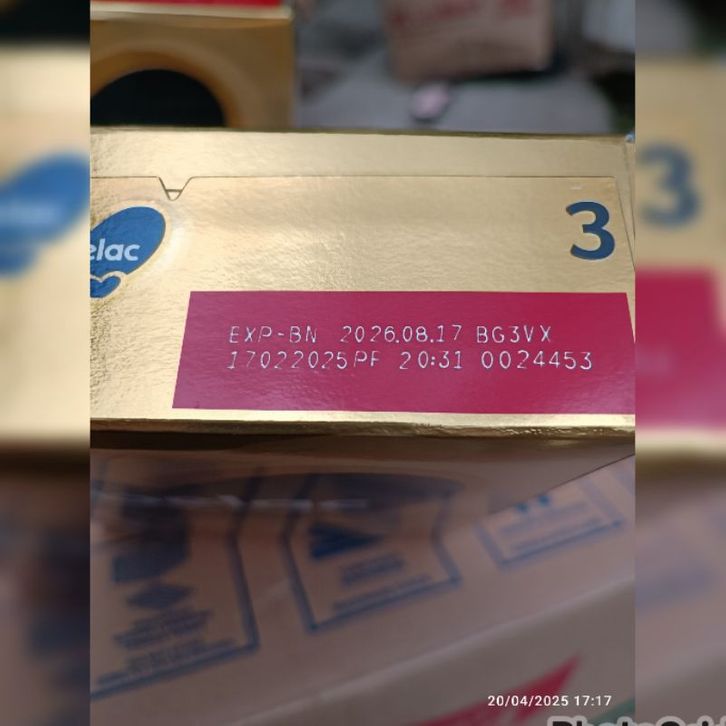 elac
3
EXP-BN 2026.08.17 BG3VX
17022025PF 20:31 0024453
20/04/2025 17:17